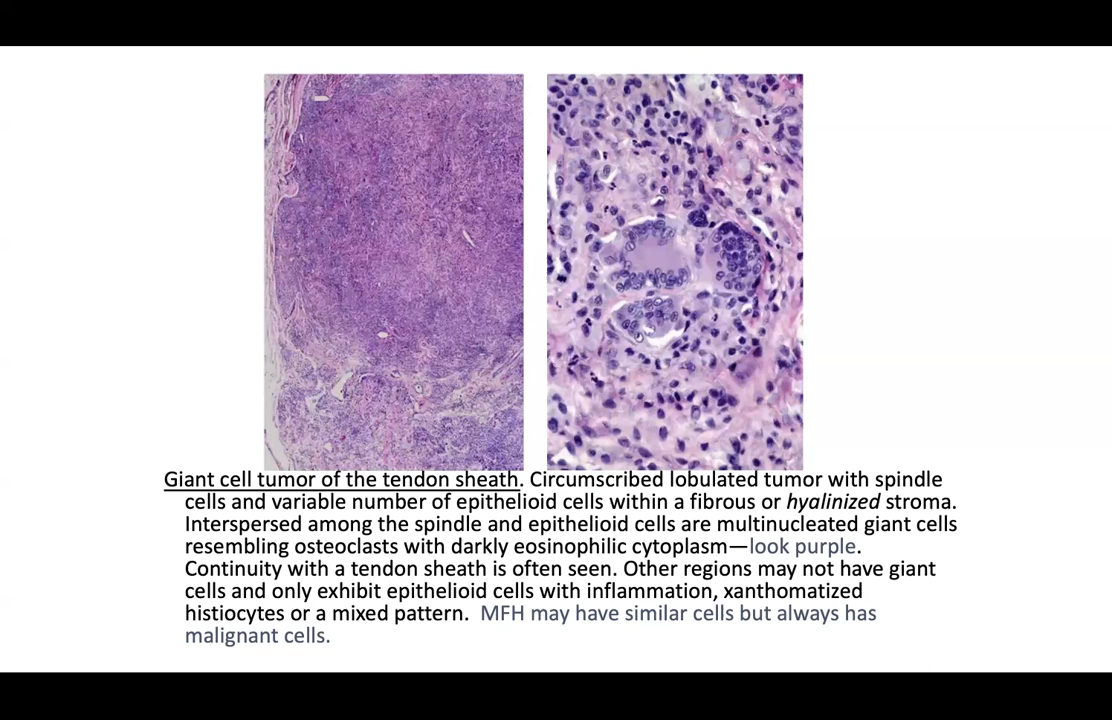 Giant cell tumor of the tendon sheath. Circumscribed lobulated tumor with spindle
cells and variable number of epithelioid cells within a fibrous or hyalinized stroma.
Interspersed among the spindle and epithelioid cells are multinucleated giant cells
resembling osteoclasts with darkly eosinophilic cytoplasm—look purple.
Continuity with a tendon sheath is often seen. Other regions may not have giant
cells and only exhibit epithelioid cells with inflammation, xanthomatized
histiocytes or a mixed pattern.  MFH may have similar cells but always has
malignant cells.